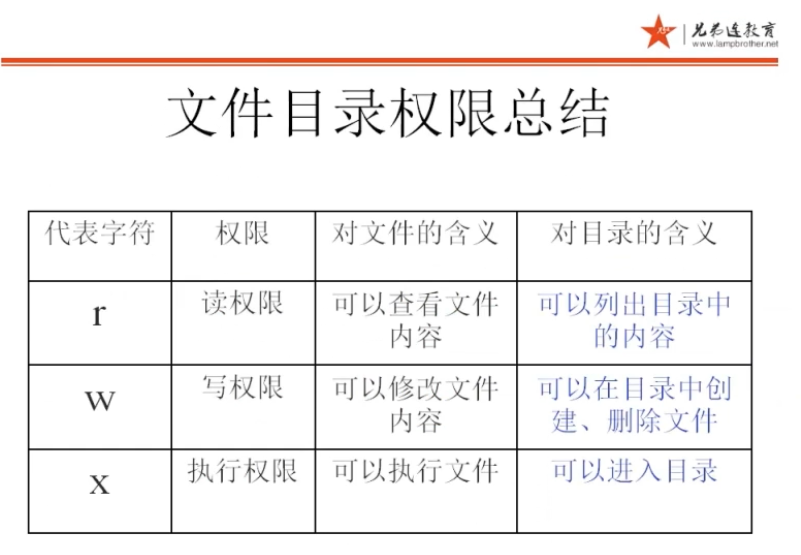 兄弟连教育
www.lampbrother.net
文件目录权限总结
代表字符 权限 对文件的含义 对目录的含义
r 读权限 可以查看文件 可以列出目录中
内容 的内容
w 写权限 可以修改文件 可以在目录中创
内容 建、删除文件
x 执行权限 可以执行文件 可以进入目录